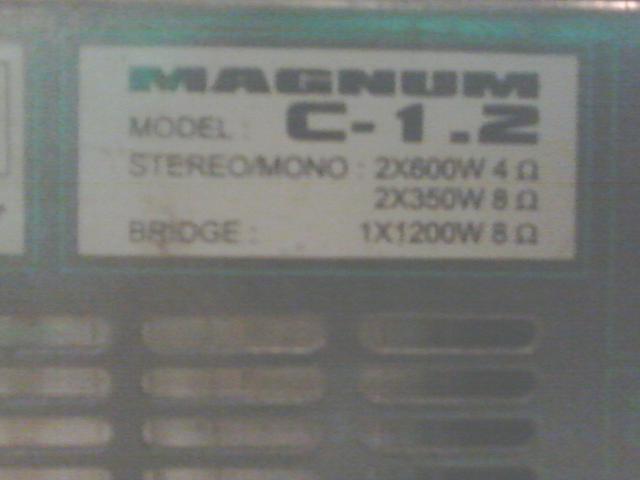 MAGNUM
MODEL : C-1.2
STEREO/MONO : 2X600W 4 Ω
2X350W 8 Ω
BRIDGE : 1X1200W 8 Ω